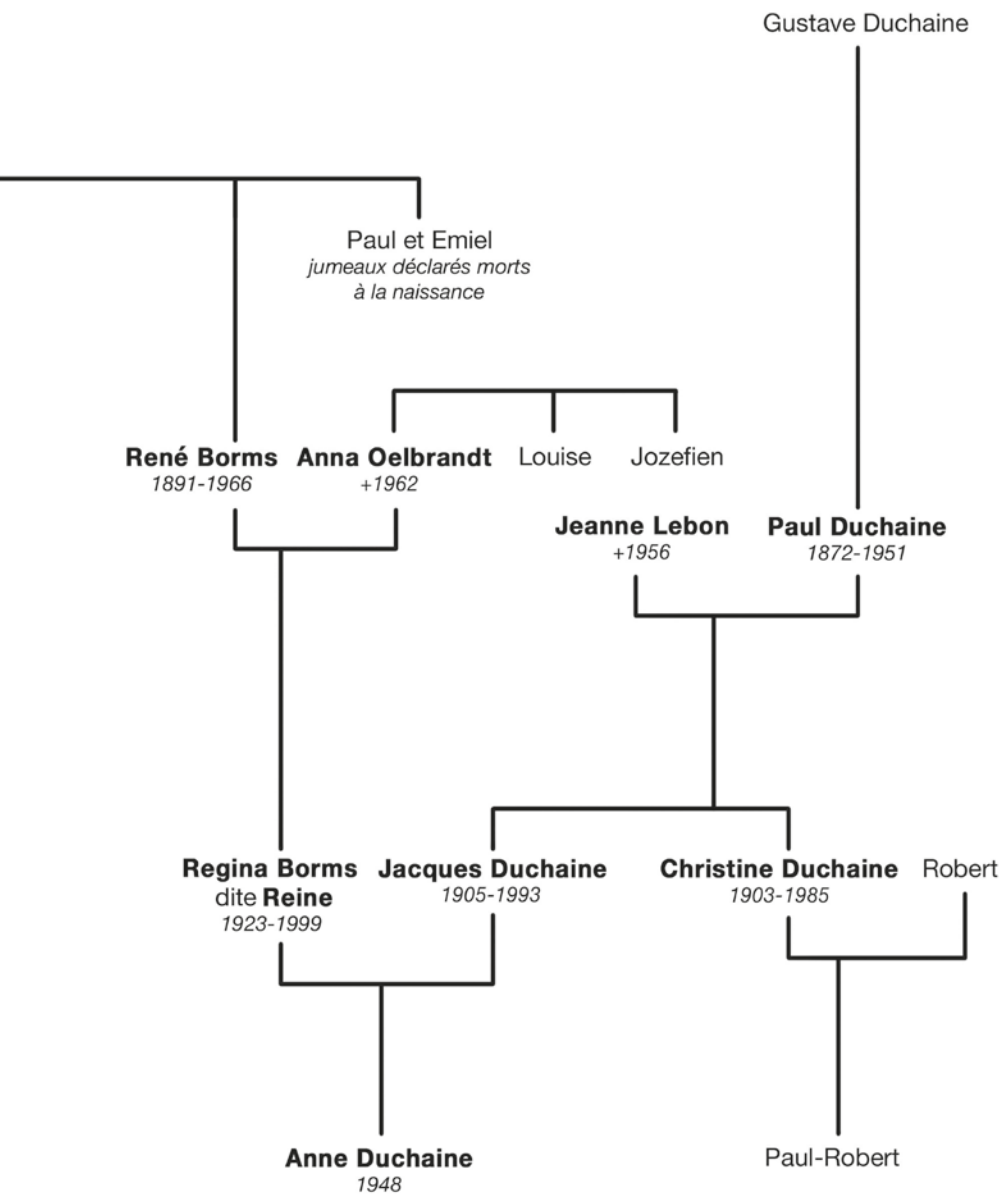 Gustave Duchaine
Paul et Emiel
jumeaux déclarés morts
à la naissance
René Borms
1891-1966
Anna Oelbrandt
+1962
Louise
Jozefien
Jeanne Lebon
+1956
Paul Duchaine
1872-1951
Regina Borms
dite Reine
1923-1999
Jacques Duchaine
1905-1993
Christine Duchaine
1903-1985
Robert
Anne Duchaine
1948
Paul-Robert